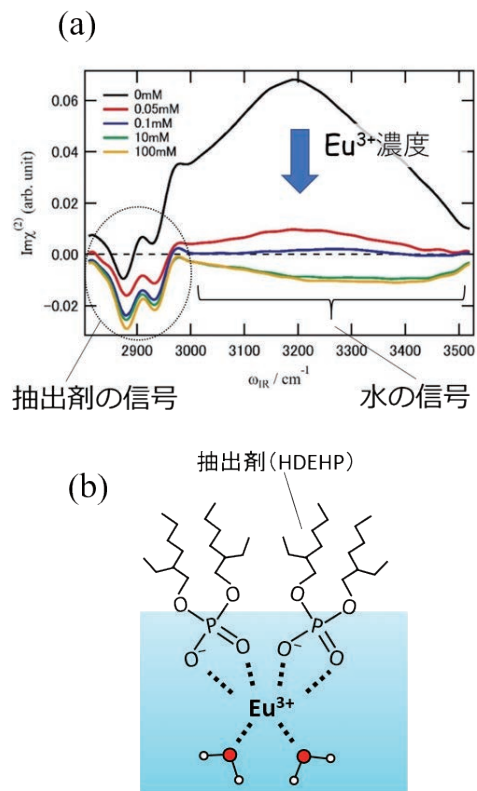 (a)
0.06
0.04
0.02
0.00
−0.02
Imχ(2) (arb. unit)
0mM
0.05mM
0.1mM
10mM
100mM
Eu3+濃度
2900
3000
3100
3200
3300
3400
3500
ωIR / cm-1
抽出剤の信号
水の信号
(b)
抽出剤(HDEHP)
O
O
O
O
P
P
O-
O
O-
O
Eu3+